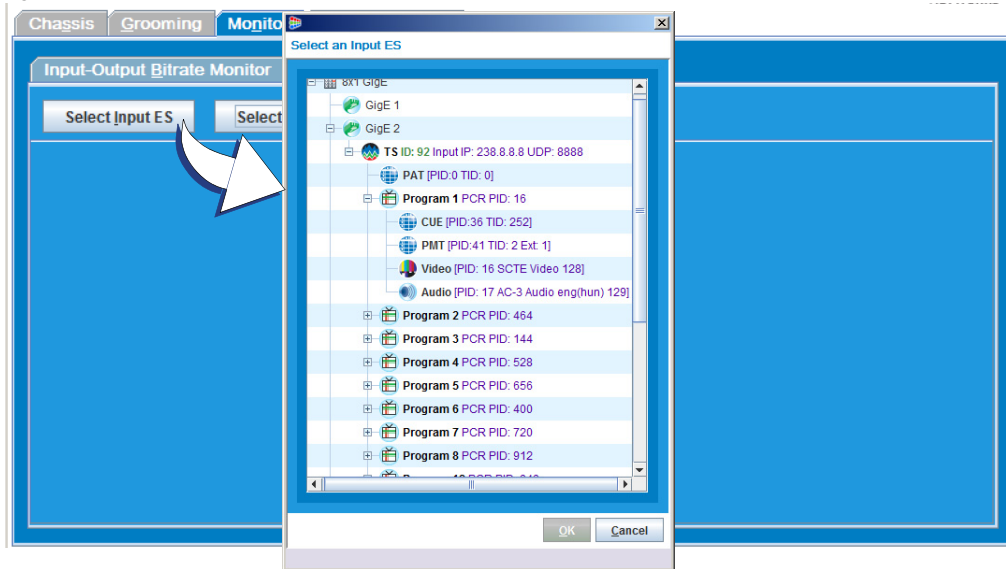 Chassis Grooming Monito
Select an Input ES
Input-Output Bitrate Monitor
Select Input ES Select
8x1 GigE
GigE 1
GigE 2
TS ID: 92 Input IP: 238.8.8.8 UDP: 8888
PAT [PID:0 TID: 0]
Program 1 PCR PID: 16
CUE [PID:36 TID: 252]
PMT [PID:41 TID: 2 Ext: 1]
Video [PID: 16 SCTE Video 128]
Audio [PID: 17 AC-3 Audio eng(hun) 129]
Program 2 PCR PID: 464
Program 3 PCR PID: 144
Program 4 PCR PID: 528
Program 5 PCR PID: 656
Program 6 PCR PID: 400
Program 7 PCR PID: 720
Program 8 PCR PID: 912
OK Cancel